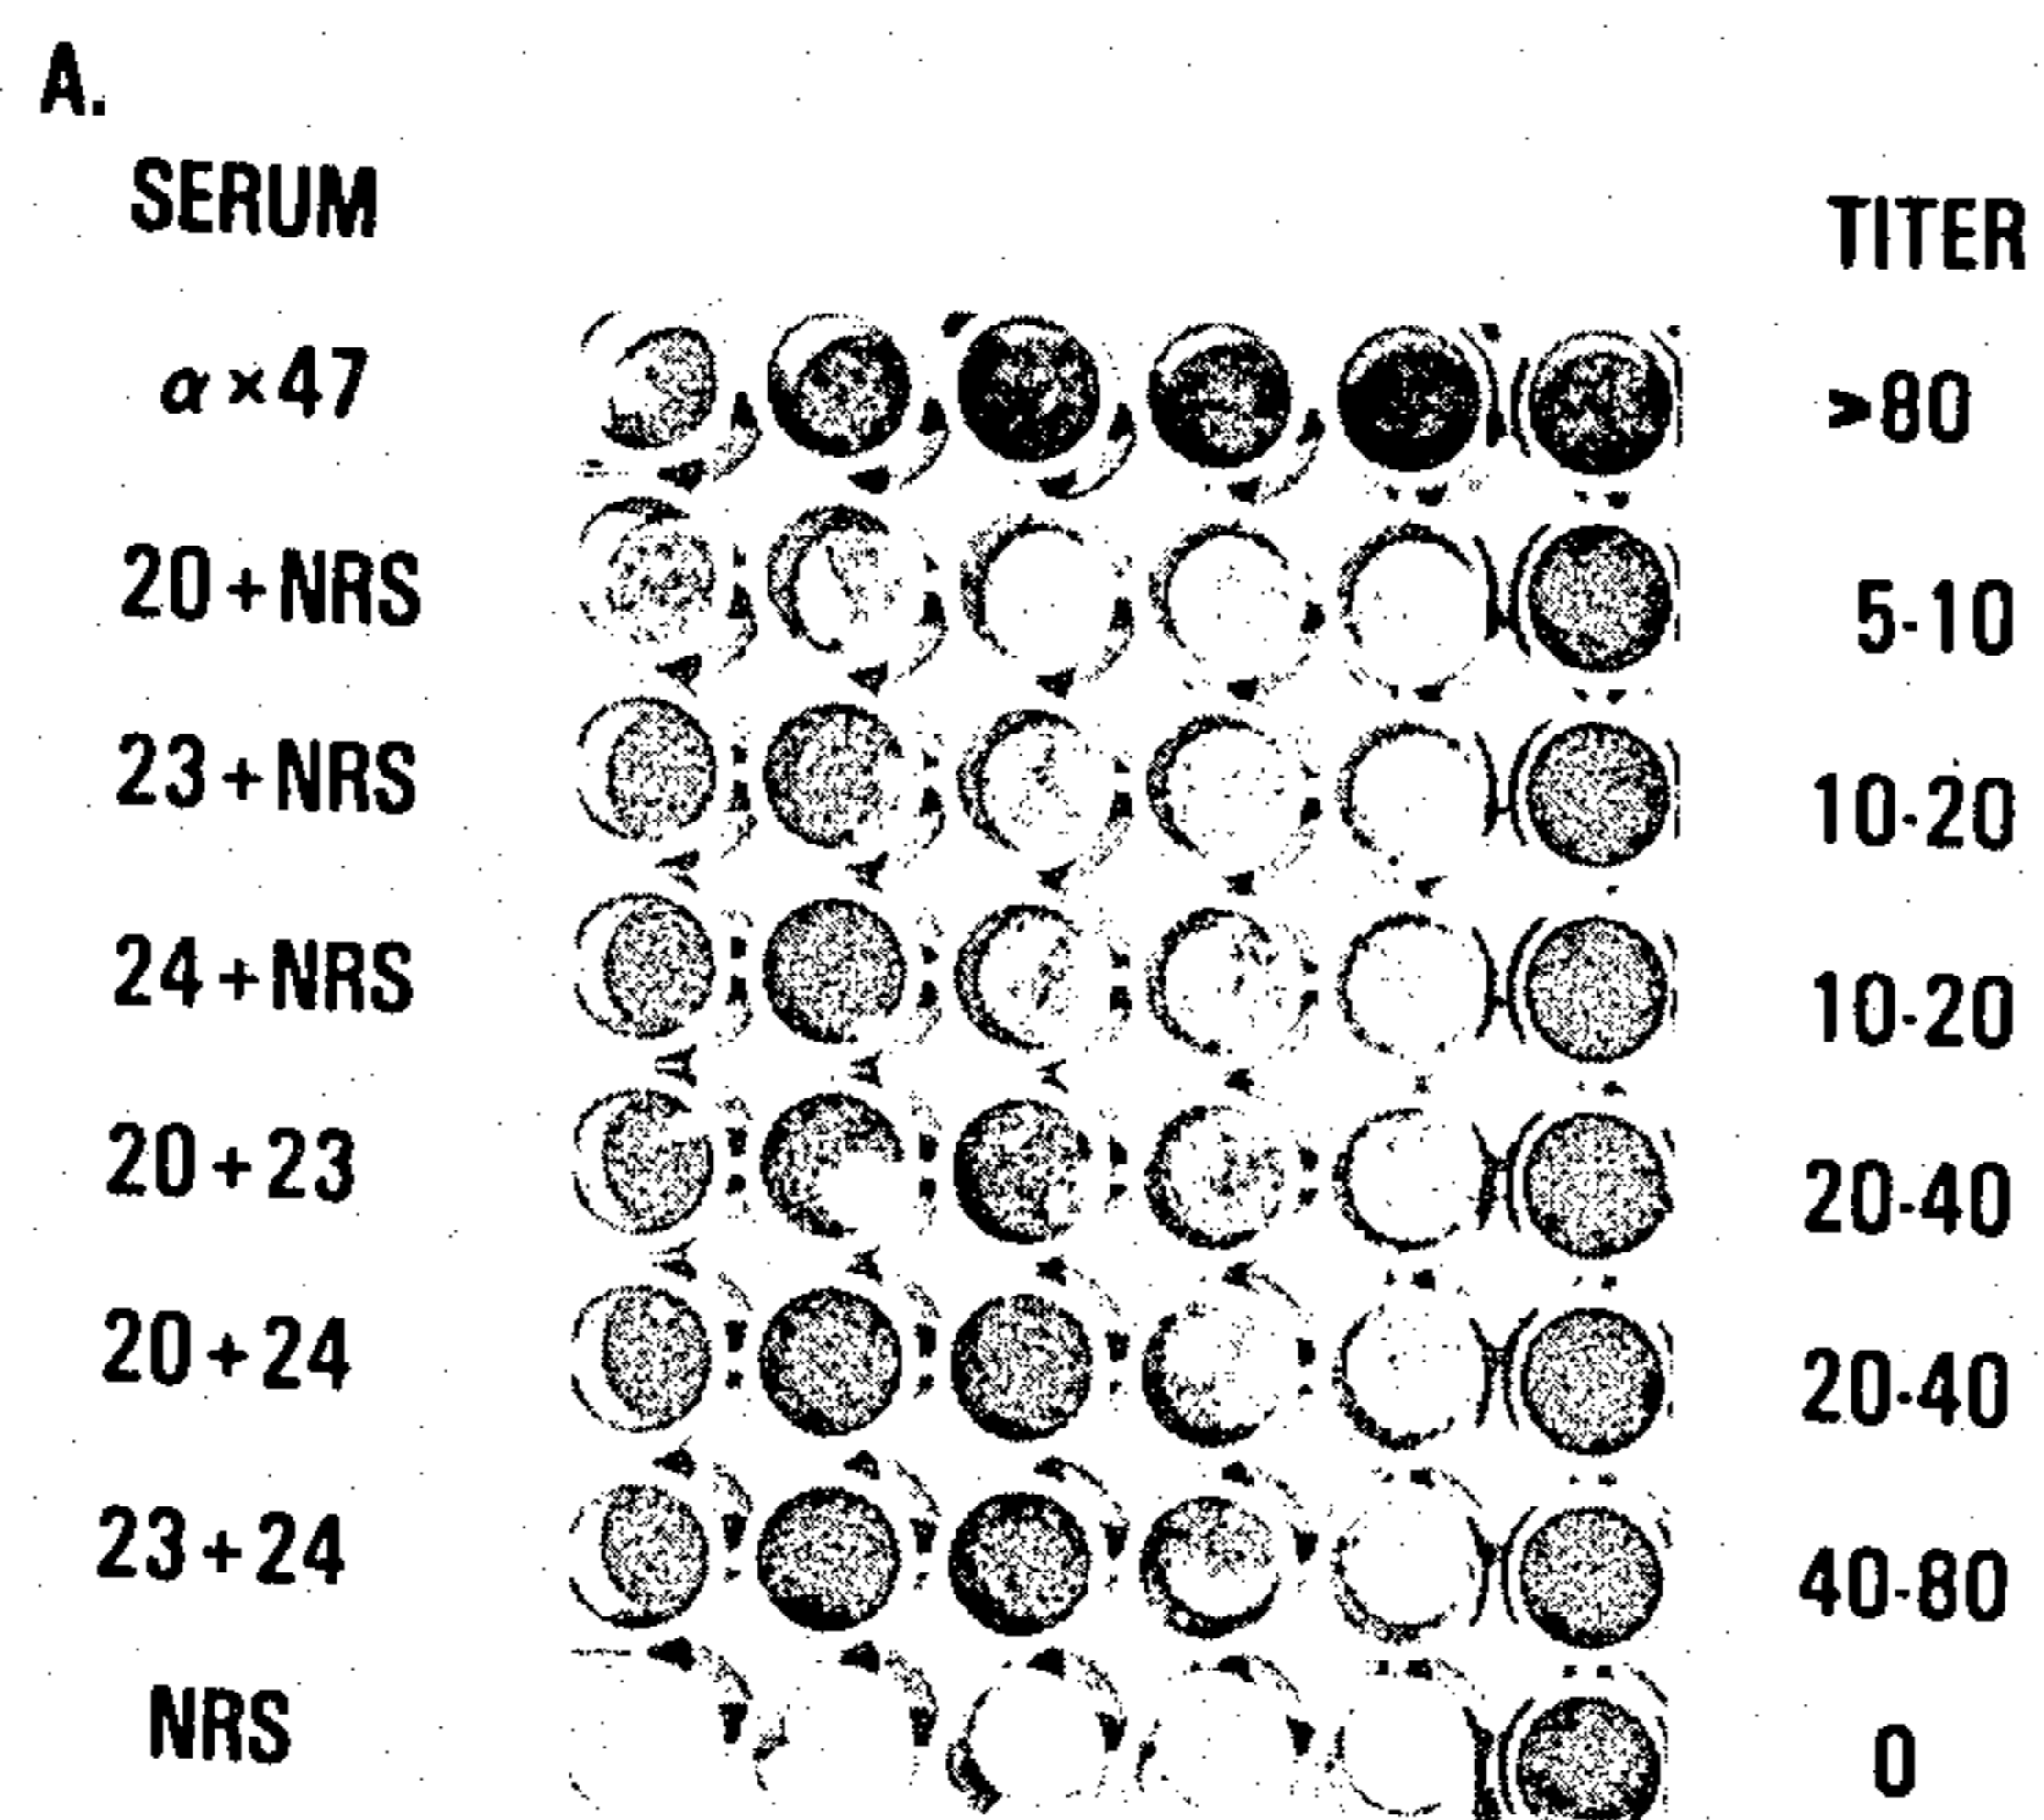 A.
SERUM TITER
α×47 >80
20+NRS 5-10
23+NRS 10-20
24+NRS 10-20
20+23 20-40
20+24 20-40
23+24 40-80
NRS 0